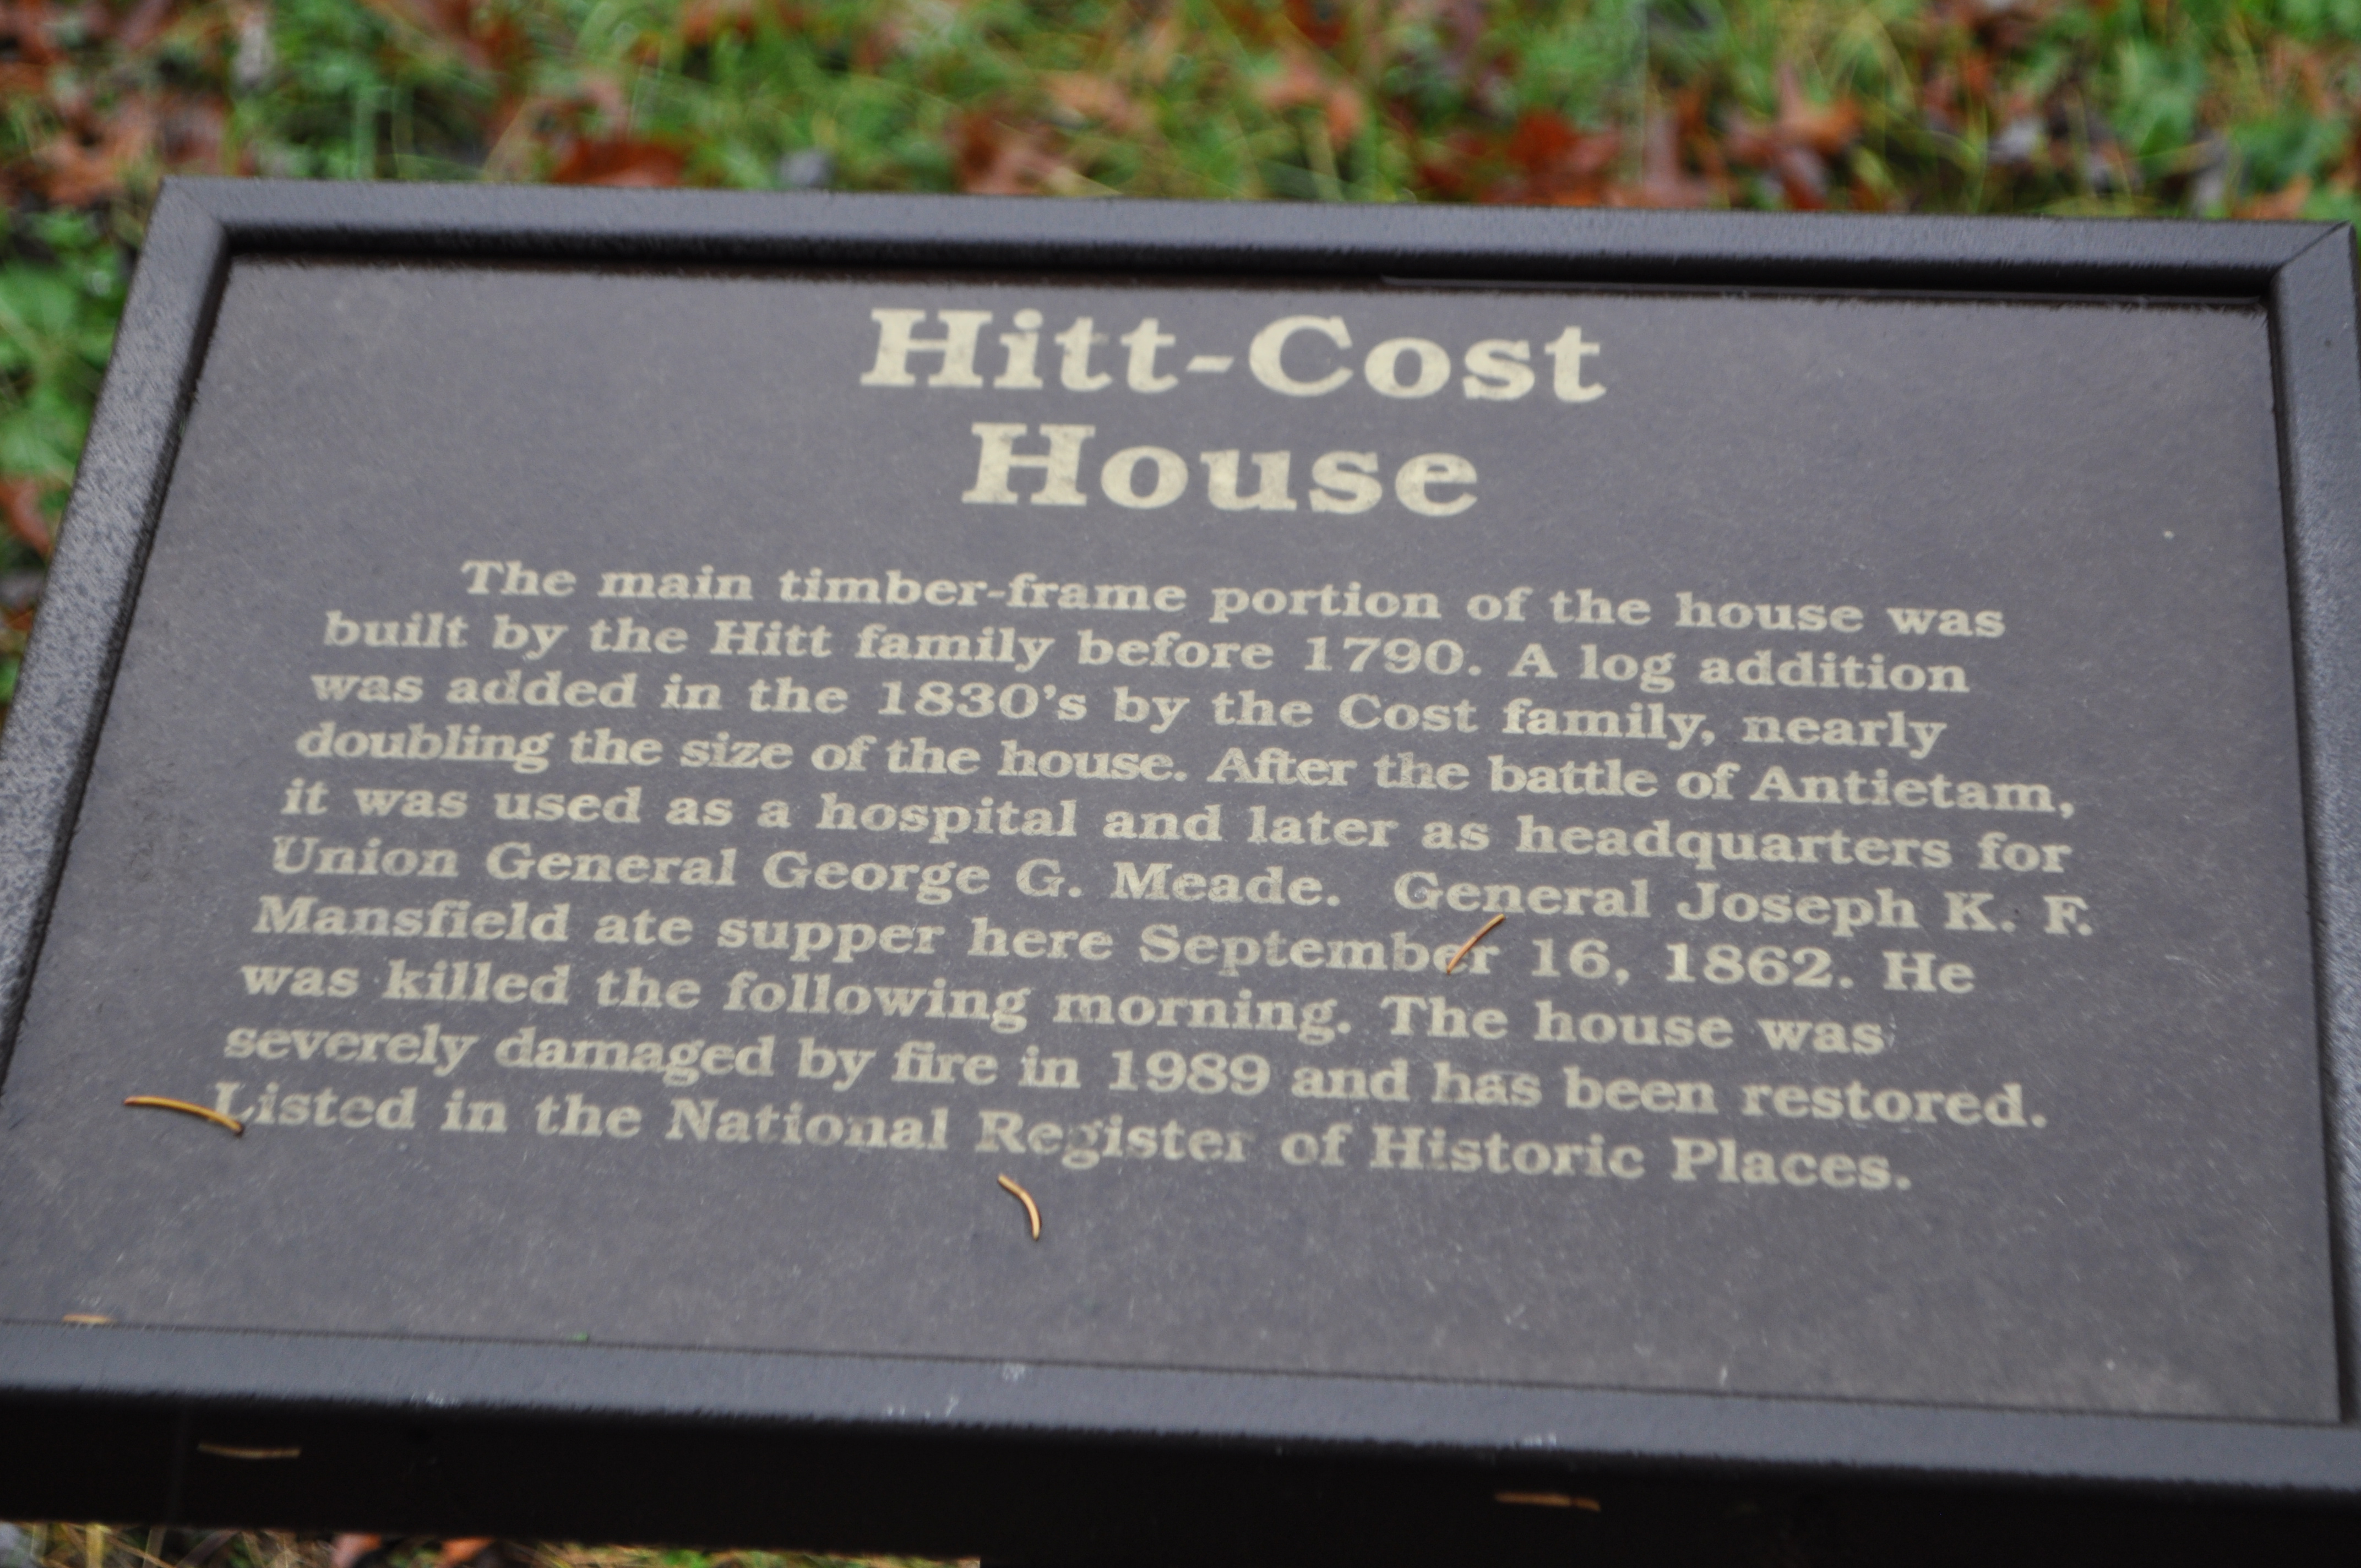 Hitt-Cost
House
The main timber-frame portion of the house was
built by the Hitt family before 1790. A log addition
was added in the 1830's by the Cost family, nearly
doubling the size of the house. After the battle of Antietam,
it was used as a hospital and later as headquarters for
Union General George G. Meade. General Joseph K. F.
Mansfield ate supper here September 16, 1862. He
was killed the following morning. The house was
severely damaged by fire in 1989 and has been restored.
Listed in the National Register of Historic Places.